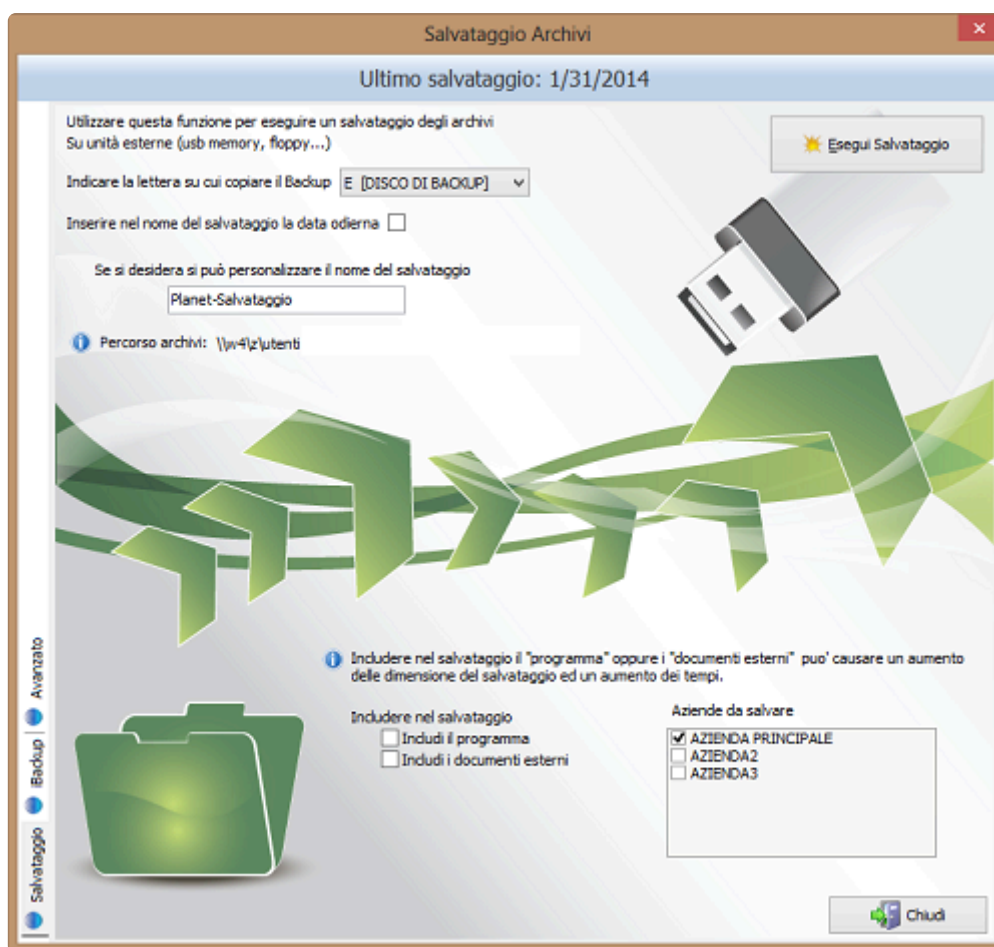 Salvataggio Archivi
Ultimo salvataggio: 1/31/2014
Utilizzare questa funzione per eseguire un salvataggio degli archivi
Su unità esterne (usb memory, floppy...)
Esegui Salvataggio
Indicare la lettera su cui copiare il Backup E [DISCO DI BACKUP]
Inserire nel nome del salvataggio la data odierna
Se si desidera si può personalizzare il nome del salvataggio
Planet-Salvataggio
Percorso archivi: \\w4\z\utenti
Includere nel salvataggio il "programma" oppure i "documenti esterni" puo' causare un aumento
delle dimensione del salvataggio ed un aumento dei tempi.
Includere nel salvataggio
Includi il programma
Includi i documenti esterni
Aziende da salvare
AZIENDA PRINCIPALE
AZIENDA2
AZIENDA3
Salvataggio
iBackup
Avanzato
Chiudi